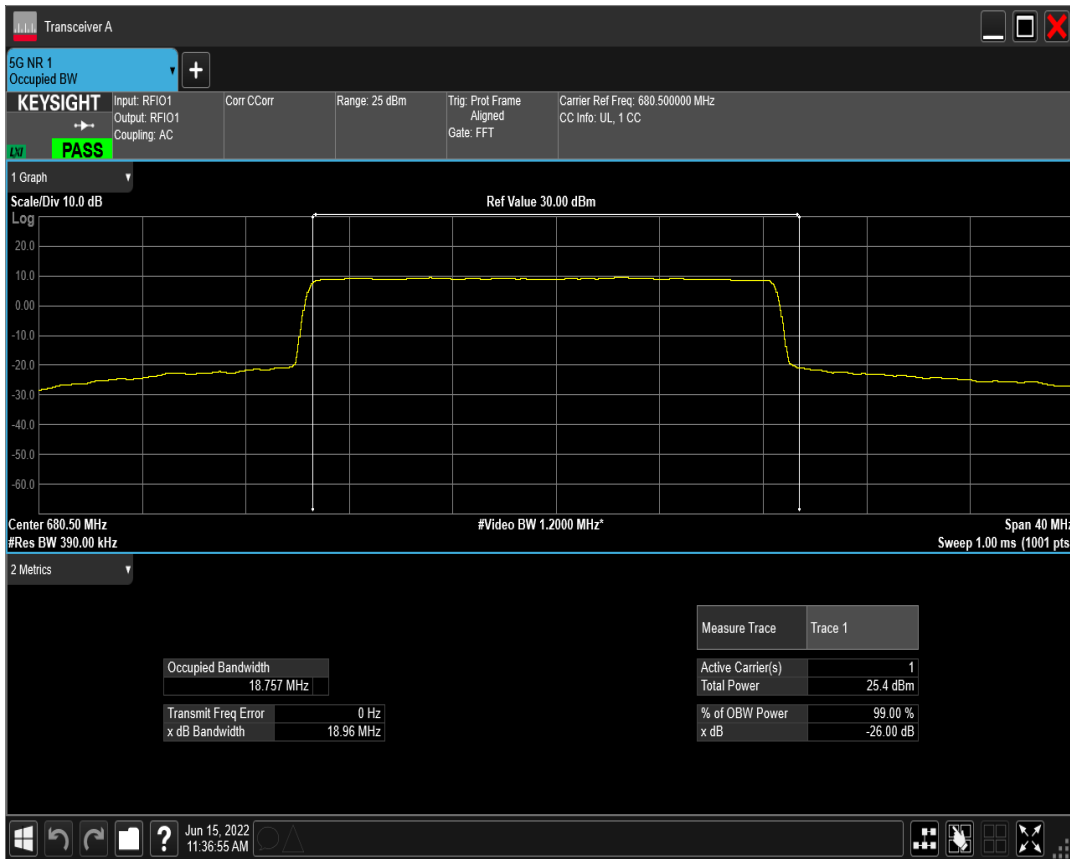 Transceiver A
5G NR 1
Occupied BW
+
KEYSIGHT
LXI
PASS
Input: RFIO1
Output: RFIO1
Coupling: AC
Corr CCorr
Range: 25 dBm
Trig: Prot Frame
Aligned
Gate: FFT
Carrier Ref Freq: 680.500000 MHz
CC Info: UL, 1 CC
1 Graph
Scale/Div 10.0 dB
Ref Value 30.00 dBm
Log
20.0
10.0
0.00
-10.0
-20.0
-30.0
-40.0
-50.0
-60.0
Center 680.50 MHz
#Video BW 1.2000 MHz*
Span 40 MHz
#Res BW 390.00 kHz
Sweep 1.00 ms (1001 pts
2 Metrics
Measure Trace Trace 1
Occupied Bandwidth
18.757 MHz
Active Carrier(s) 1
Total Power 25.4 dBm
Transmit Freq Error 0 Hz
x dB Bandwidth 18.96 MHz
% of OBW Power 99.00 %
x dB -26.00 dB
?
Jun 15, 2022
11:36:55 AM